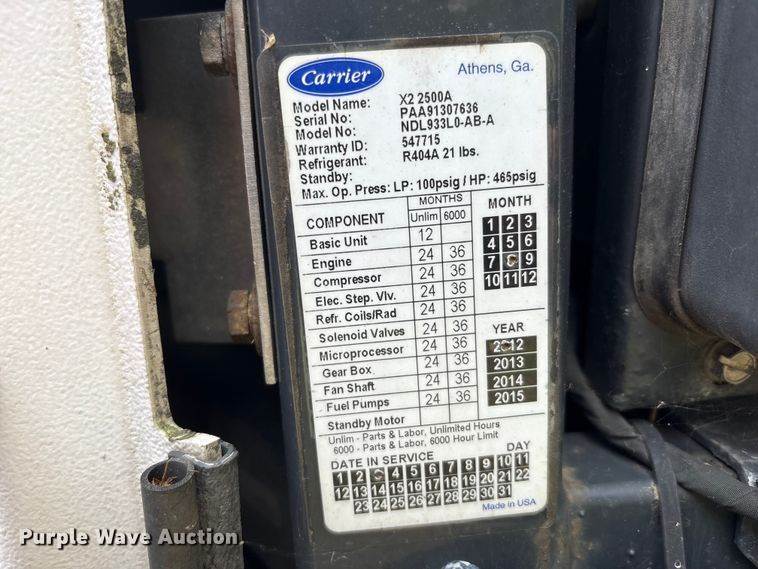 Carrier
Athens, Ga.
Model Name: X2 2500A
Serial No: PAA91307636
Model No: NDL933L0-AB-A
Warranty ID: 547715
Refrigerant: R404A 21 lbs.
Standby:
Max. Op. Press: LP: 100psig / HP: 465psig
MONTHS
COMPONENT Unlim 6000
Basic Unit 12
Engine 24 36
Compressor 24 36
Elec. Step. Vlv. 24 36
Refr. Coils/Rad 24 36
Solenoid Valves 24 36
Microprocessor 24 36
Gear Box 24 36
Fan Shaft 24 36
Fuel Pumps 24 36
Standby Motor
MONTH
1 2 3
4 5 6
7 8 9
10 11 12
YEAR
2012
2013
2014
2015
Unlim - Parts & Labor, Unlimited Hours
6000 - Parts & Labor, 6000 Hour Limit
DATE IN SERVICE DAY
1 2 4 5 6 7 8 9 10 11
12 13 14 15 16 17 18 19 20 21 22
23 24 25 26 27 28 29 30 31
Made in USA
Purple Wave Auction.